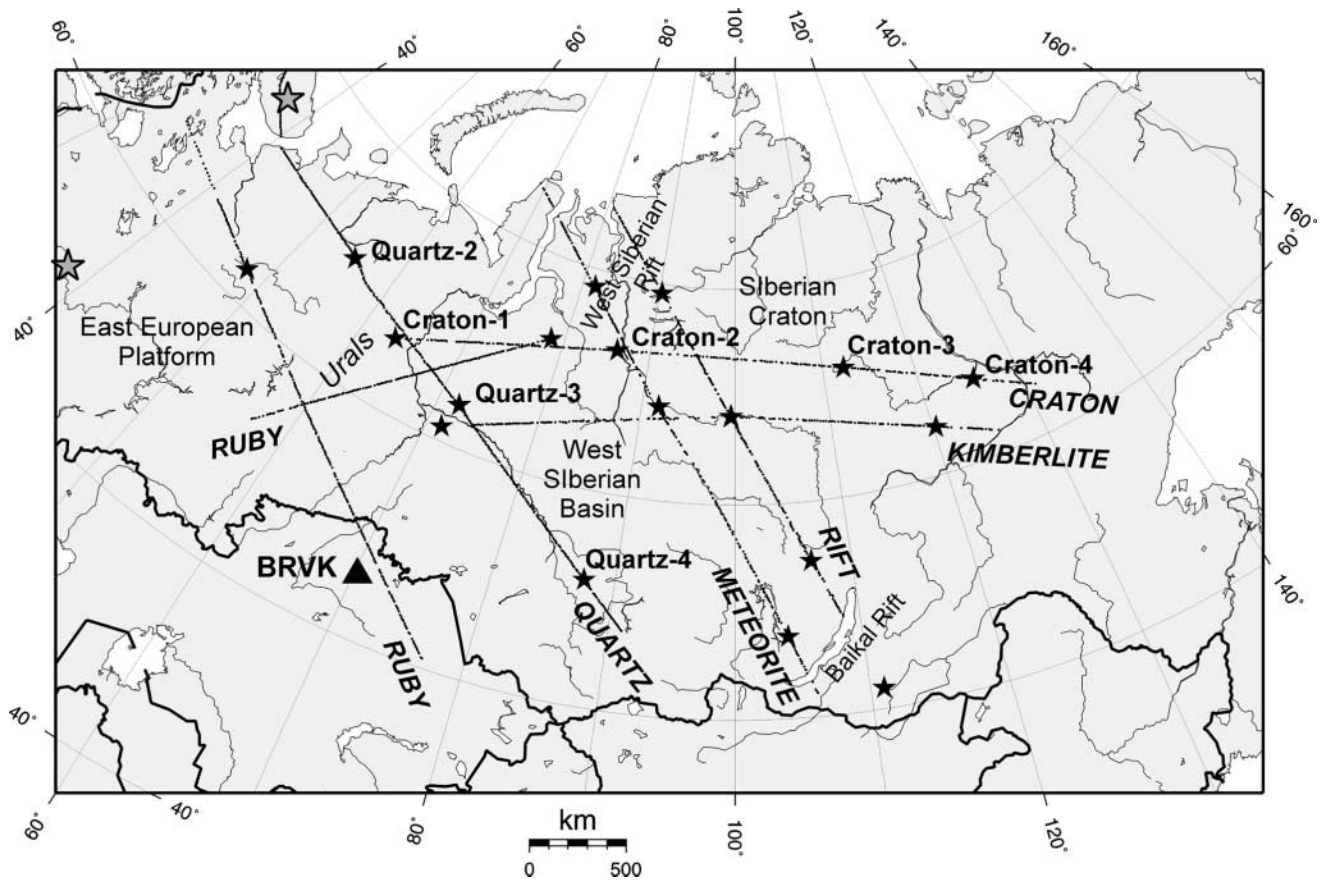 60°
40°
60°
80°
100°
120°
140°
160°
Quartz-2
West Siberian
Rift
SIberian
Craton
160°
60°
40°
East European
Platform
Urals
Craton-1
Craton-2
Craton-3
Craton-4
CRATON
Quartz-3
RUBY
KIMBERLITE
West
SIberian
Basin
BRVK
Quartz-4
RIFT
METEORITE
QUARTZ
RUBY
Baikal Rift
140°
40°
60°
40°
80°
100°
120°
km
0
500